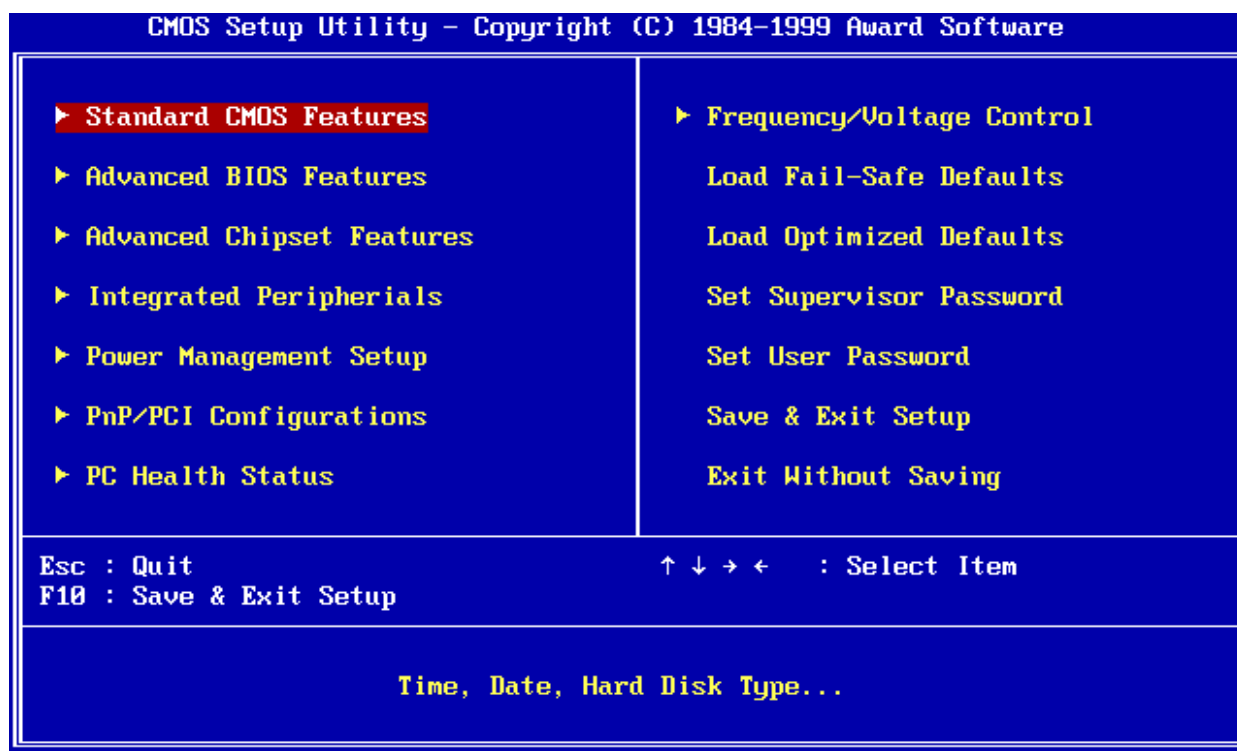 CMOS Setup Utility – Copyright (C) 1984–1999 Award Software
▶ Standard CMOS Features
▶ Advanced BIOS Features
▶ Advanced Chipset Features
▶ Integrated Peripherials
▶ Power Management Setup
▶ PnP/PCI Configurations
▶ PC Health Status
▶ Frequency/Voltage Control
Load Fail–Safe Defaults
Load Optimized Defaults
Set Supervisor Password
Set User Password
Save & Exit Setup
Exit Without Saving
Esc : Quit
F10 : Save & Exit Setup
↑ ↓ → ← : Select Item
Time, Date, Hard Disk Type...